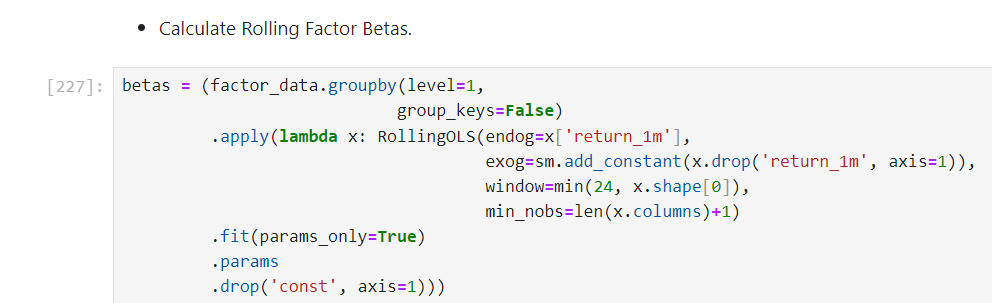 • Calculate Rolling Factor Betas.
[227]: betas = (factor_data.groupby(level=1,
group_keys=False)
.apply(lambda x: RollingOLS(endog=x['return_1m'],
exog=sm.add_constant(x.drop('return_1m', axis=1)),
window=min(24, x.shape[0]),
min_nobs=len(x.columns)+1)
.fit(params_only=True)
.params
.drop('const', axis=1)))